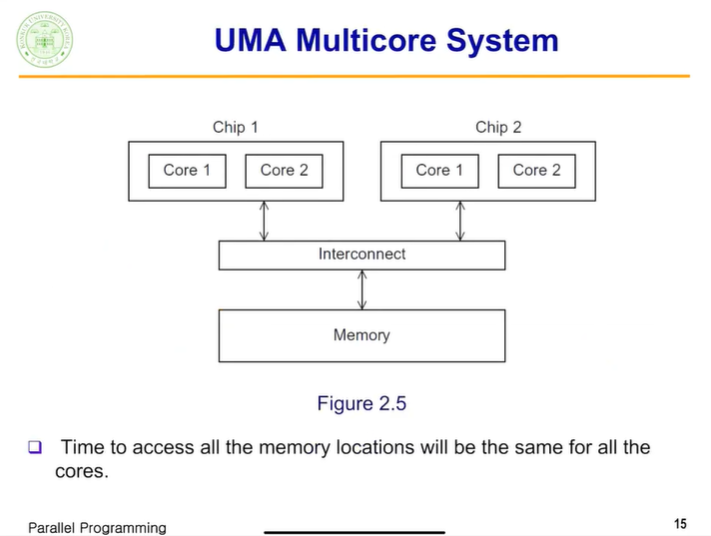 UMA Multicore System
Chip 1
Chip 2
Core 1
Core 2
Core 1
Core 2
Interconnect
Memory
Figure 2.5
Time to access all the memory locations will be the same for all the
cores.
Parallel Programming
15